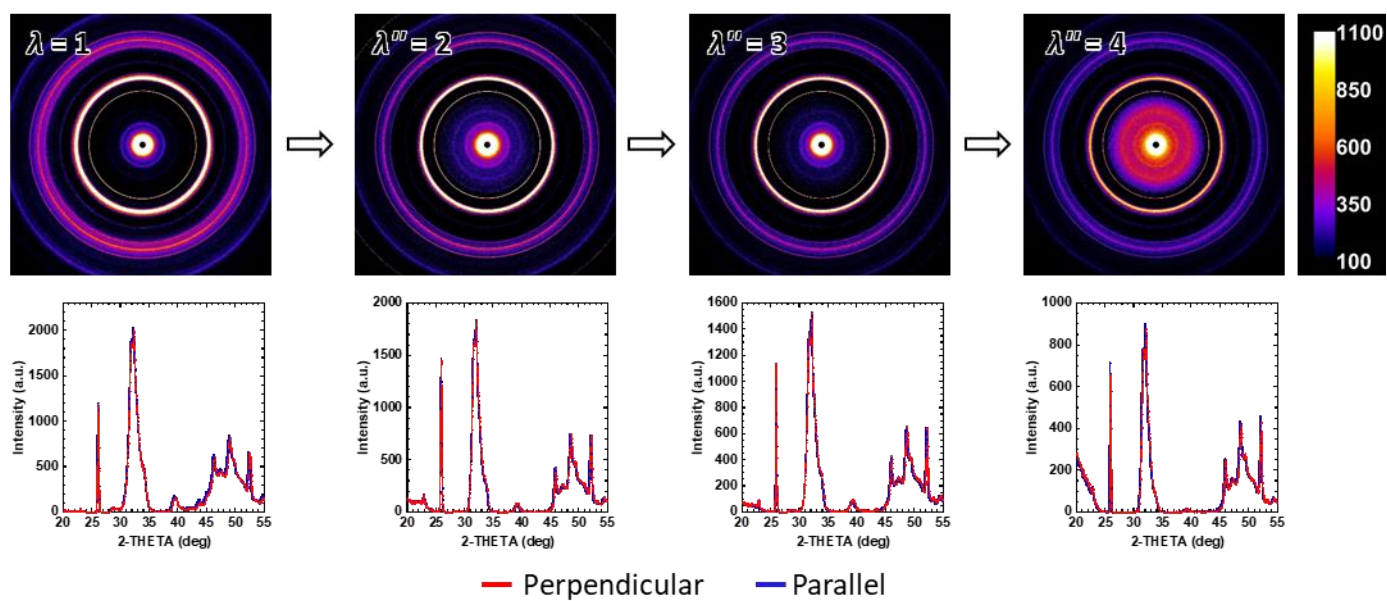 λ = 1
λ'' = 2
λ'' = 3
λ'' = 4
1100
850
600
350
100
Intensity (a.u.)
2000
1500
1000
500
0
20 25 30 35 40 45 50 55
2-THETA (deg)
Intensity (a.u.)
2000
1500
1000
500
0
20 25 30 35 40 45 50 55
2-THETA (deg)
Intensity (a.u.)
1600
1400
1200
1000
800
600
400
200
0
20 25 30 35 40 45 50 55
2-THETA (deg)
Intensity (a.u.)
1000
800
600
400
200
0
20 25 30 35 40 45 50 55
2-THETA (deg)
Perpendicular
Parallel